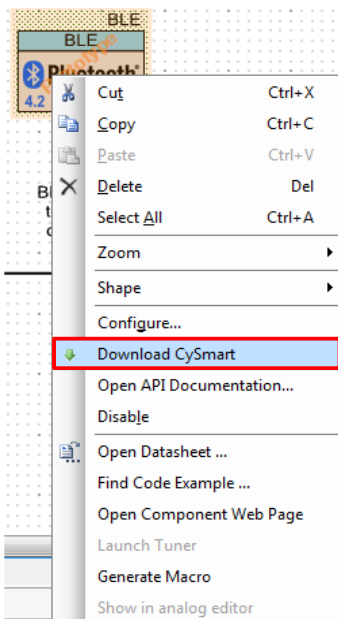 BLE
BLE
Bluetooth
4.2
Cut Ctrl+X
Copy Ctrl+C
Paste Ctrl+V
Delete Del
Select All Ctrl+A
Zoom
Shape
Configure...
Download CySmart
Open API Documentation...
Disable
Open Datasheet ...
Find Code Example ...
Open Component Web Page
Launch Tuner
Generate Macro
Show in analog editor